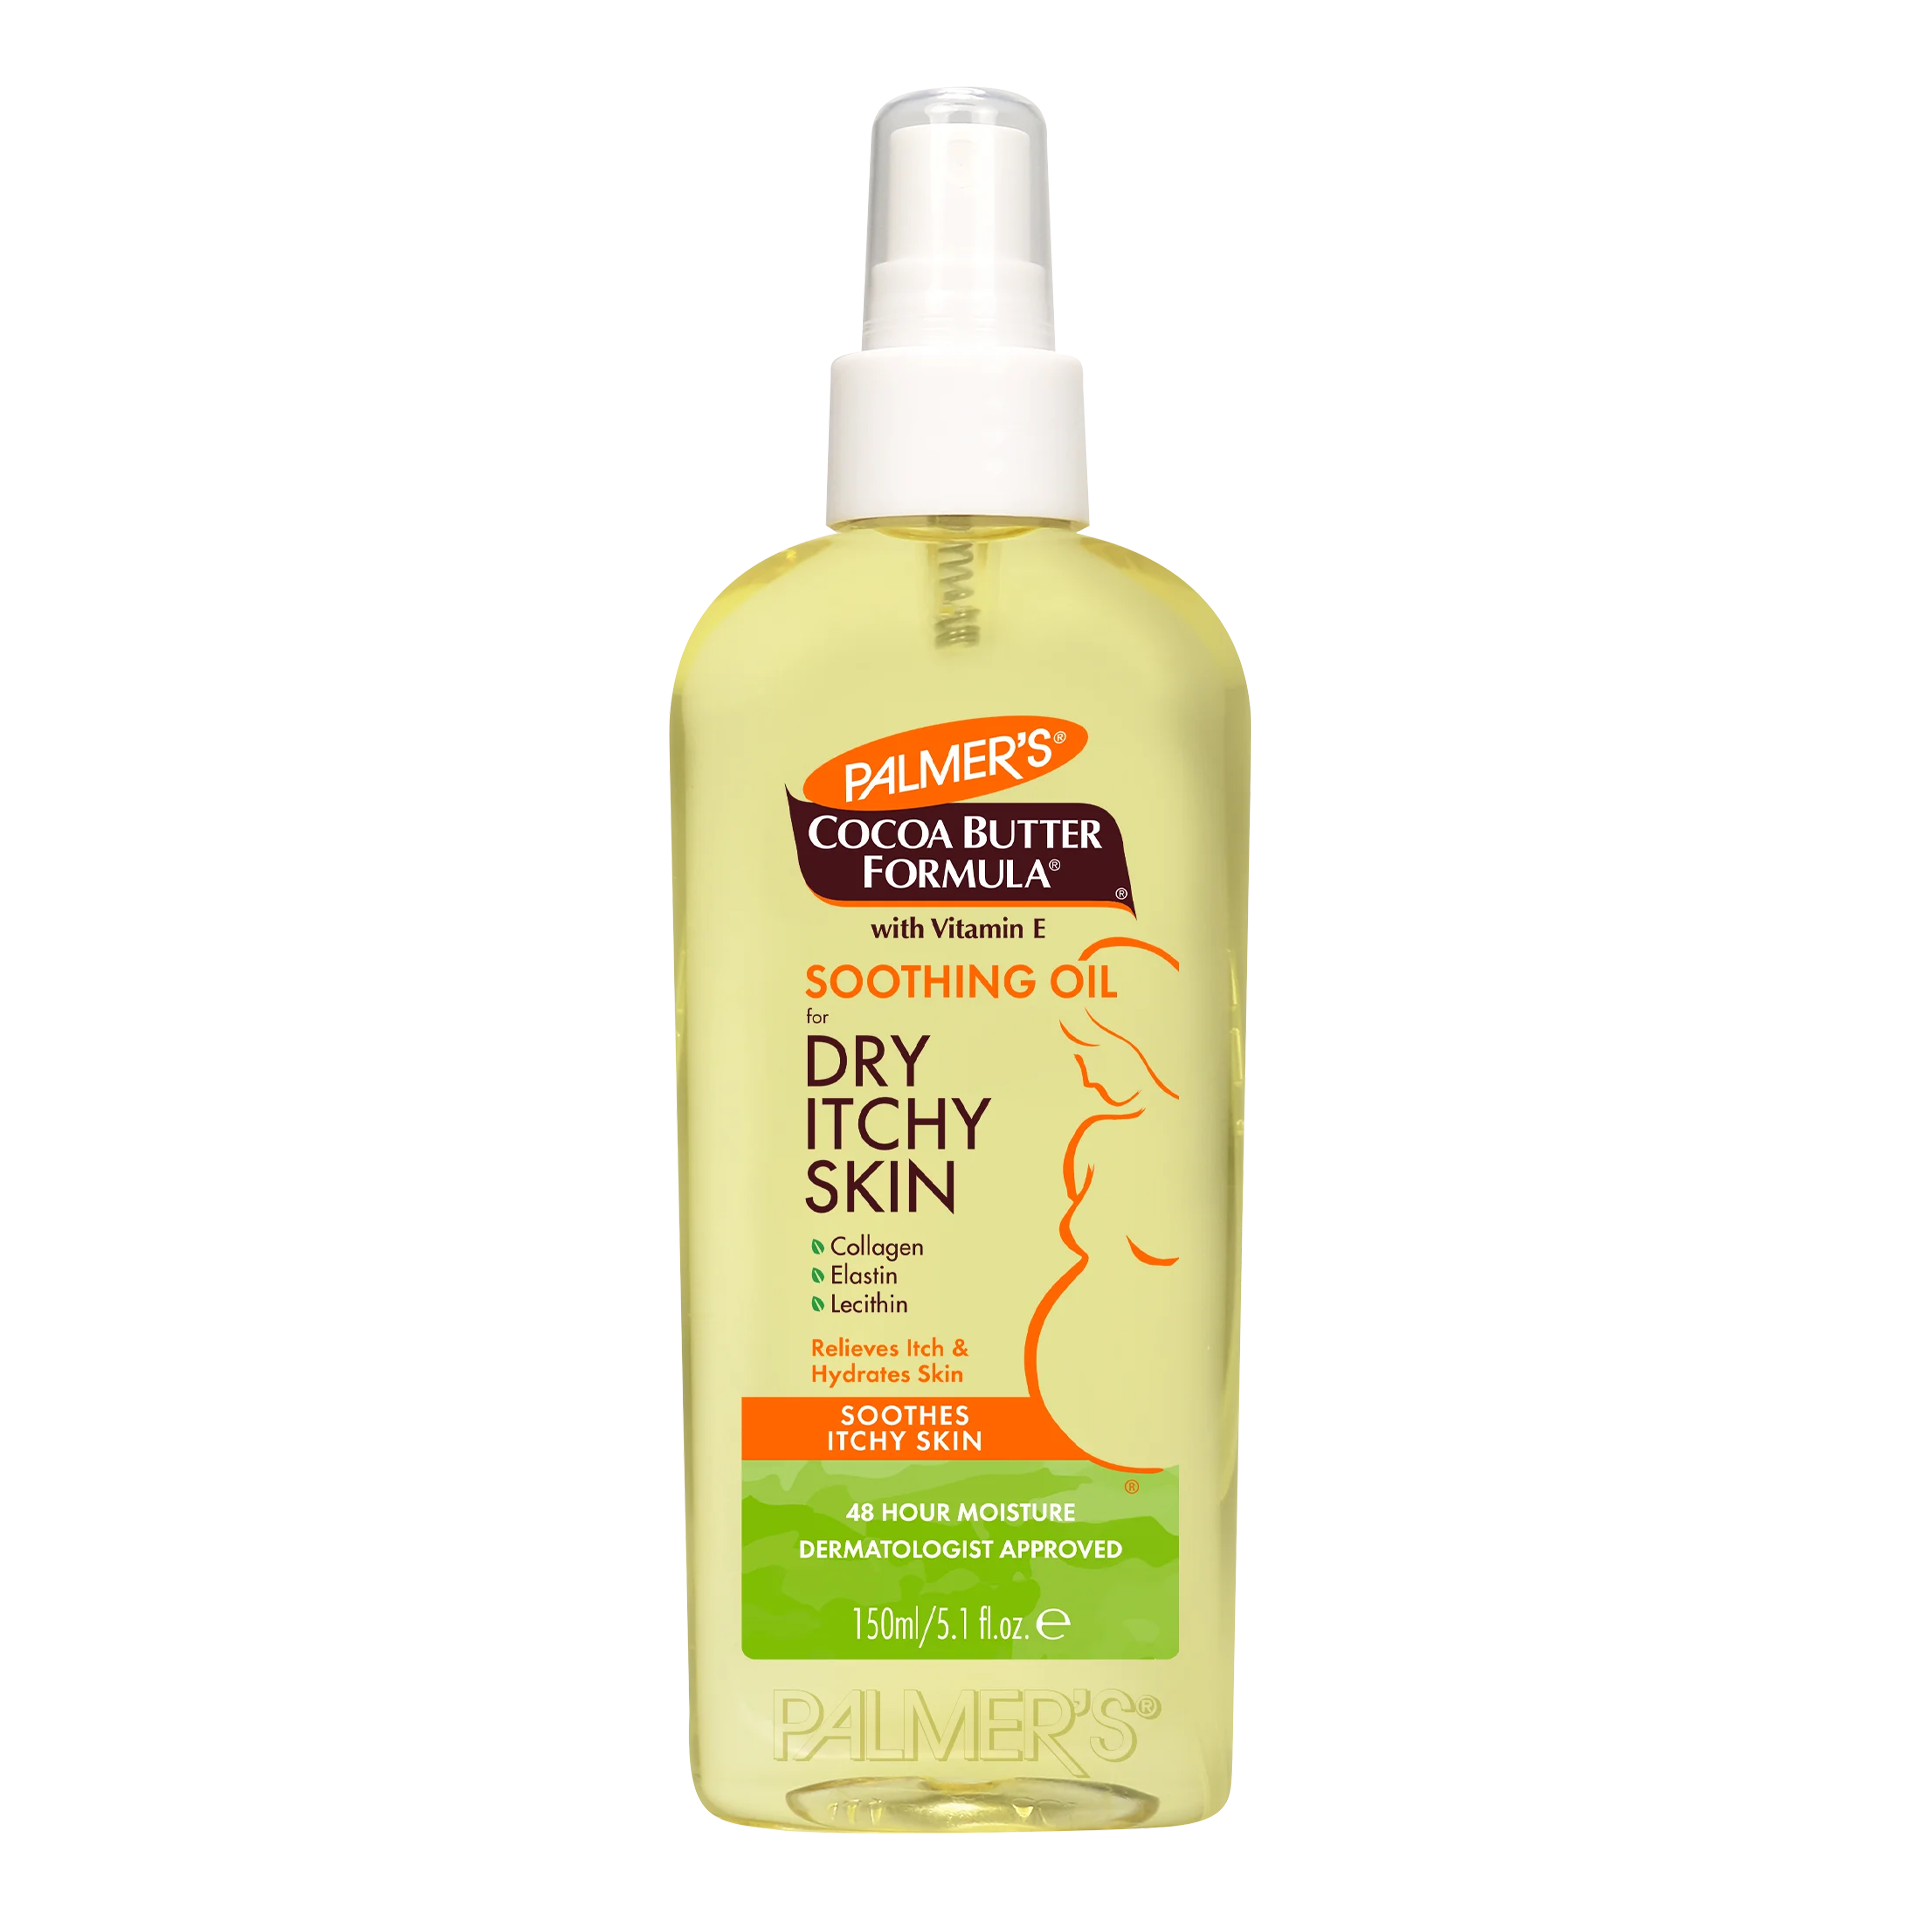 PALMER'S®
COCOA BUTTER
FORMULA®
®
with Vitamin E
SOOTHING OIL
for
DRY
ITCHY
SKIN
Collagen
Elastin
Lecithin
Relieves Itch &
Hydrates Skin
SOOTHES
ITCHY SKIN
®
48 HOUR MOISTURE
DERMATOLOGIST APPROVED
150ml/5.1 fl.oz. ℮
PALMER'S®